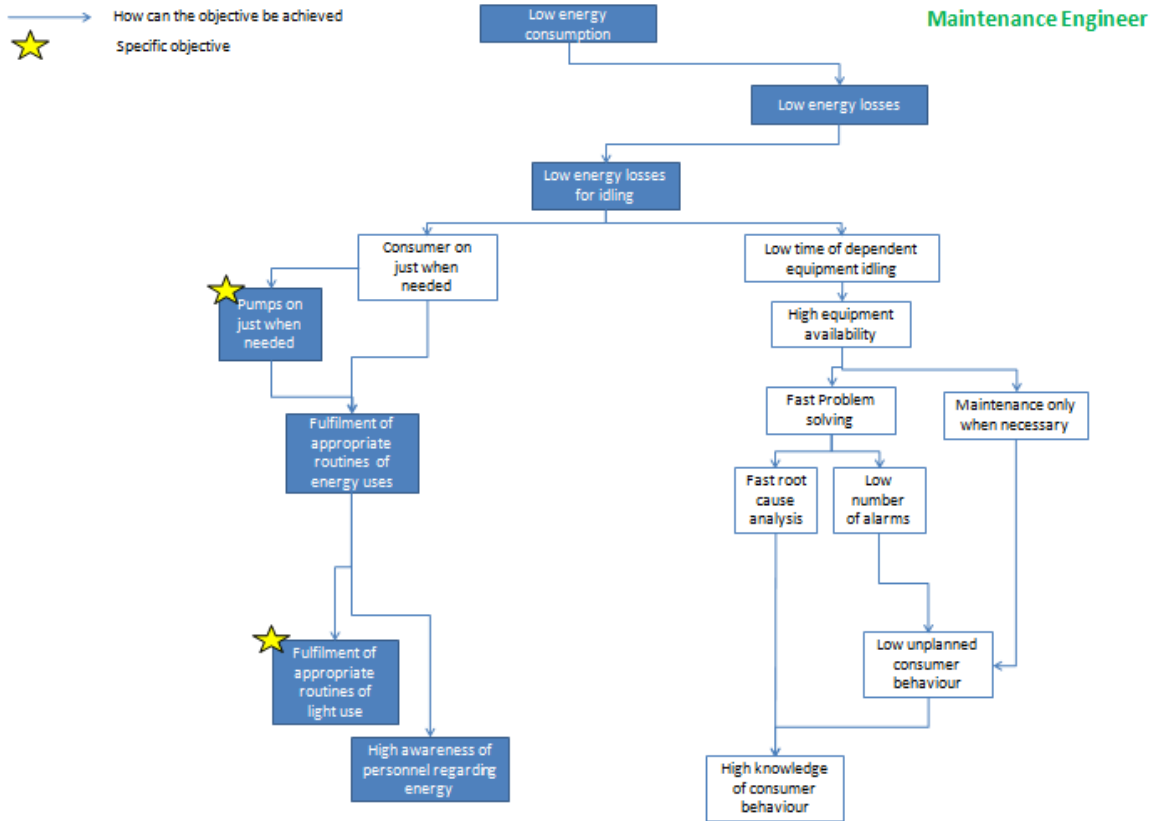 How can the objective be achieved
Specific objective
Maintenance Engineer
Low energy
consumption
Low energy losses
Low energy losses
for idling
Consumer on
just when
needed
Low time of dependent
equipment idling
Pumps on
just when
needed
High equipment
availability
Fast Problem
solving
Maintenance only
when necessary
Fulfilment of
appropriate
routines of
energy uses
Fast root
cause
analysis
Low
number
of alarms
Fulfilment of
appropriate
routines of
light use
Low unplanned
consumer
behaviour
High awareness of
personnel regarding
energy
High knowledge
of consumer
behaviour